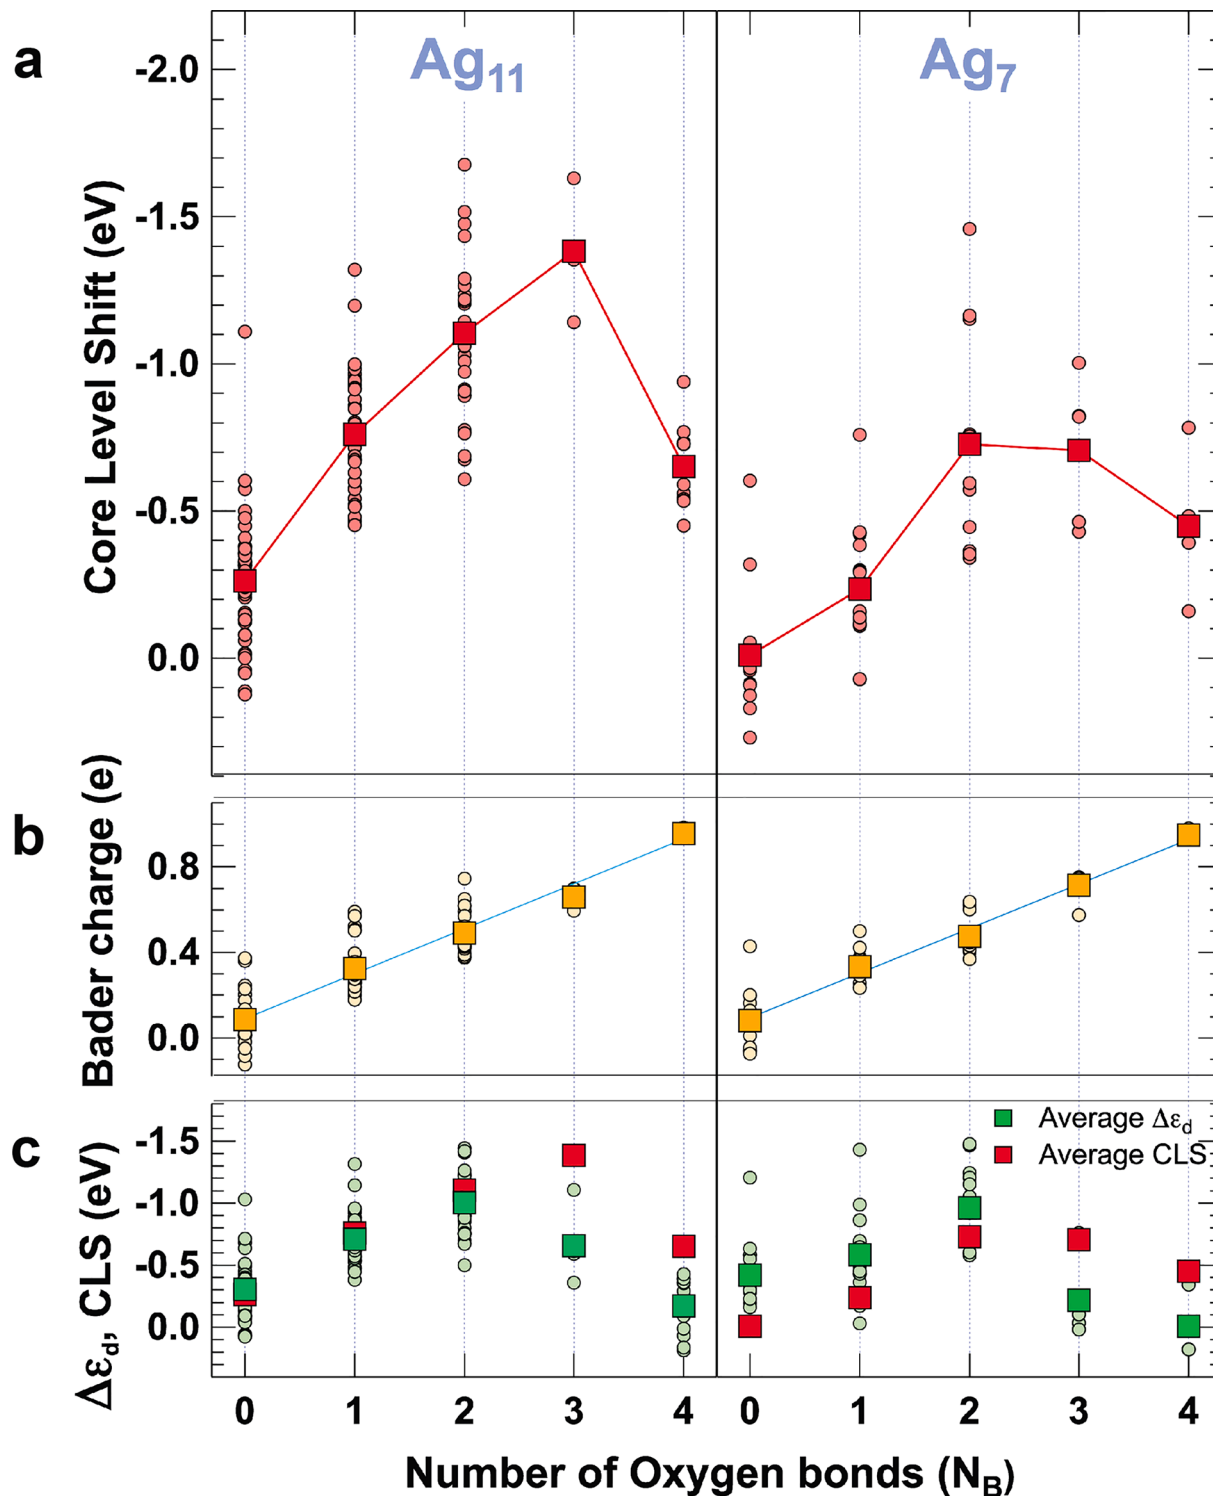 a
Ag11
Ag7
Core Level Shift (eV)
-2.0
-1.5
-1.0
-0.5
0.0
b
Bader charge (e)
0.8
0.4
0.0
c
Δεd, CLS (eV)
-1.5
-1.0
-0.5
0.0
Average Δεd
Average CLS
0 1 2 3 4 0 1 2 3 4
Number of Oxygen bonds (NB)